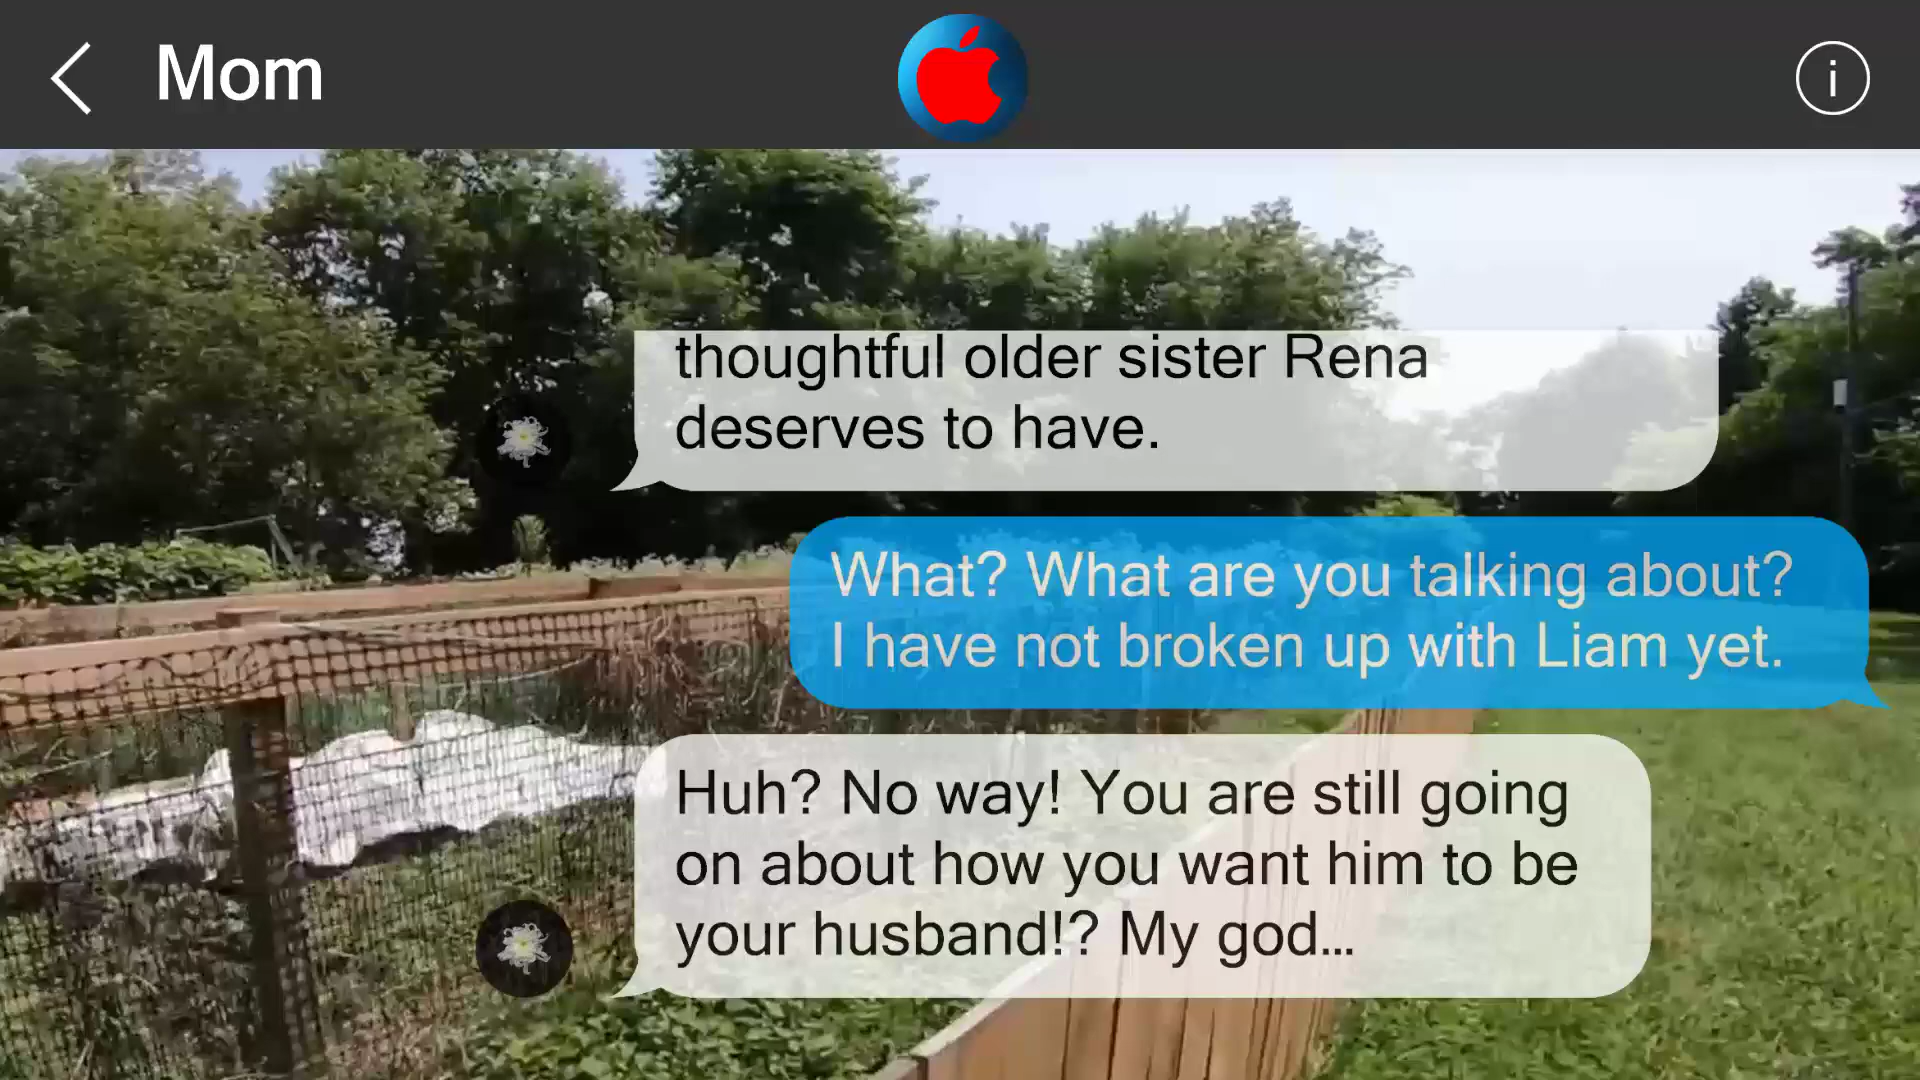 Mom
thoughtful older sister Rena
deserves to have.
What? What are you talking about?
I have not broken up with Liam yet.
Huh? No way! You are still going
on about how you want him to be
your husband!? My god...